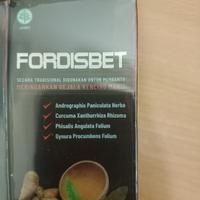 FORDISBET
SECARA TRADISIONAL DIGUNAKAN UNTUK MEMBANTU
MERINGANKAN GEJALA KENCING MANIS
Andrographis Paniculata Herba
Curcuma Xanthorrhiza Rhizoma
Phisalis Angulata Folium
Gynura Procumbens Folium